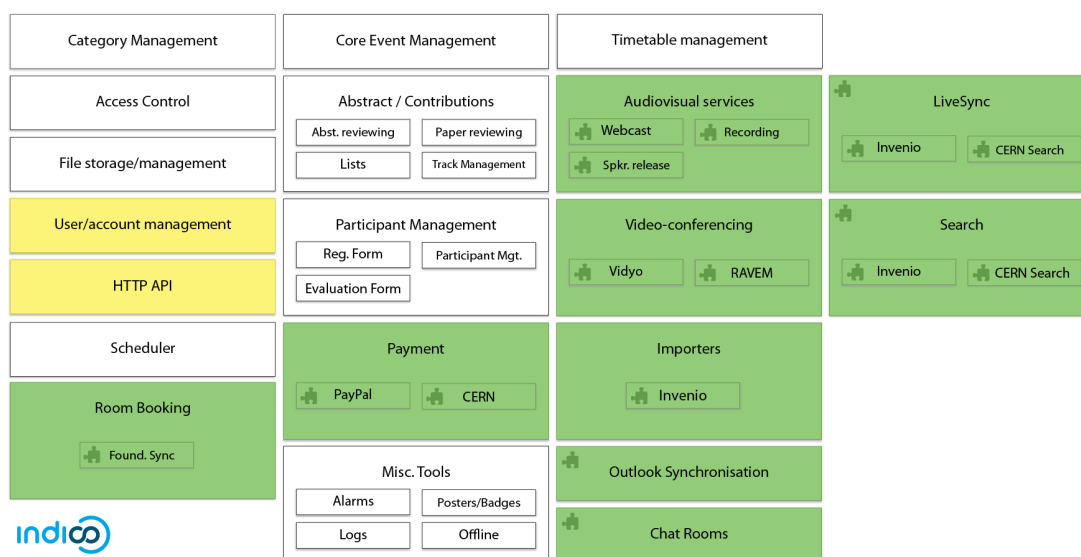 Category Management
Core Event Management
Timetable management
Access Control
Abstract / Contributions
Abst. reviewing
Paper reviewing
Lists
Track Management
Audiovisual services
Webcast
Recording
Spkr. release
LiveSync
Invenio
CERN Search
File storage/management
User/account management
Participant Management
Reg. Form
Participant Mgt.
Evaluation Form
Video-conferencing
Vidyo
RAVEM
Search
Invenio
CERN Search
HTTP API
Scheduler
Payment
PayPal
CERN
Importers
Invenio
Room Booking
Found. Sync
Misc. Tools
Alarms
Posters/Badges
Logs
Offline
Outlook Synchronisation
Chat Rooms
indico